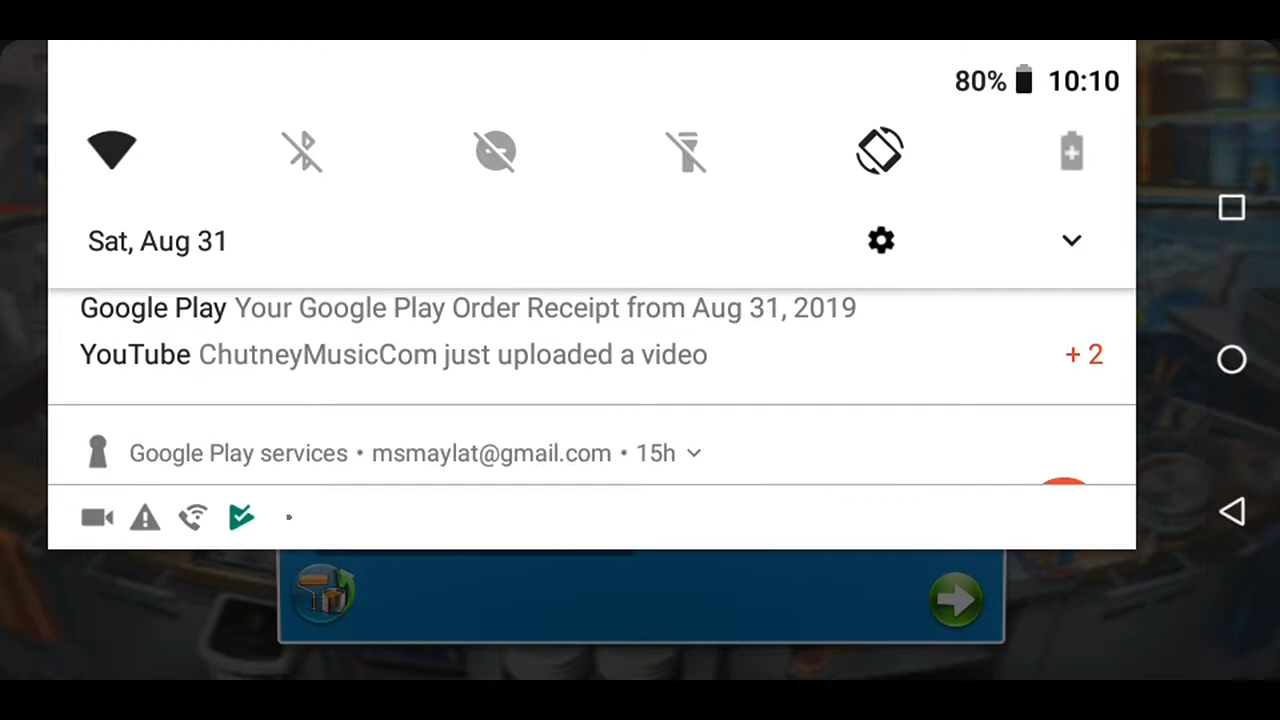 80% 10:10
Sat, Aug 31
Google Play Your Google Play Order Receipt from Aug 31, 2019
YouTube ChutneyMusicCom just uploaded a video + 2
Google Play services • msmaylat@gmail.com • 15h